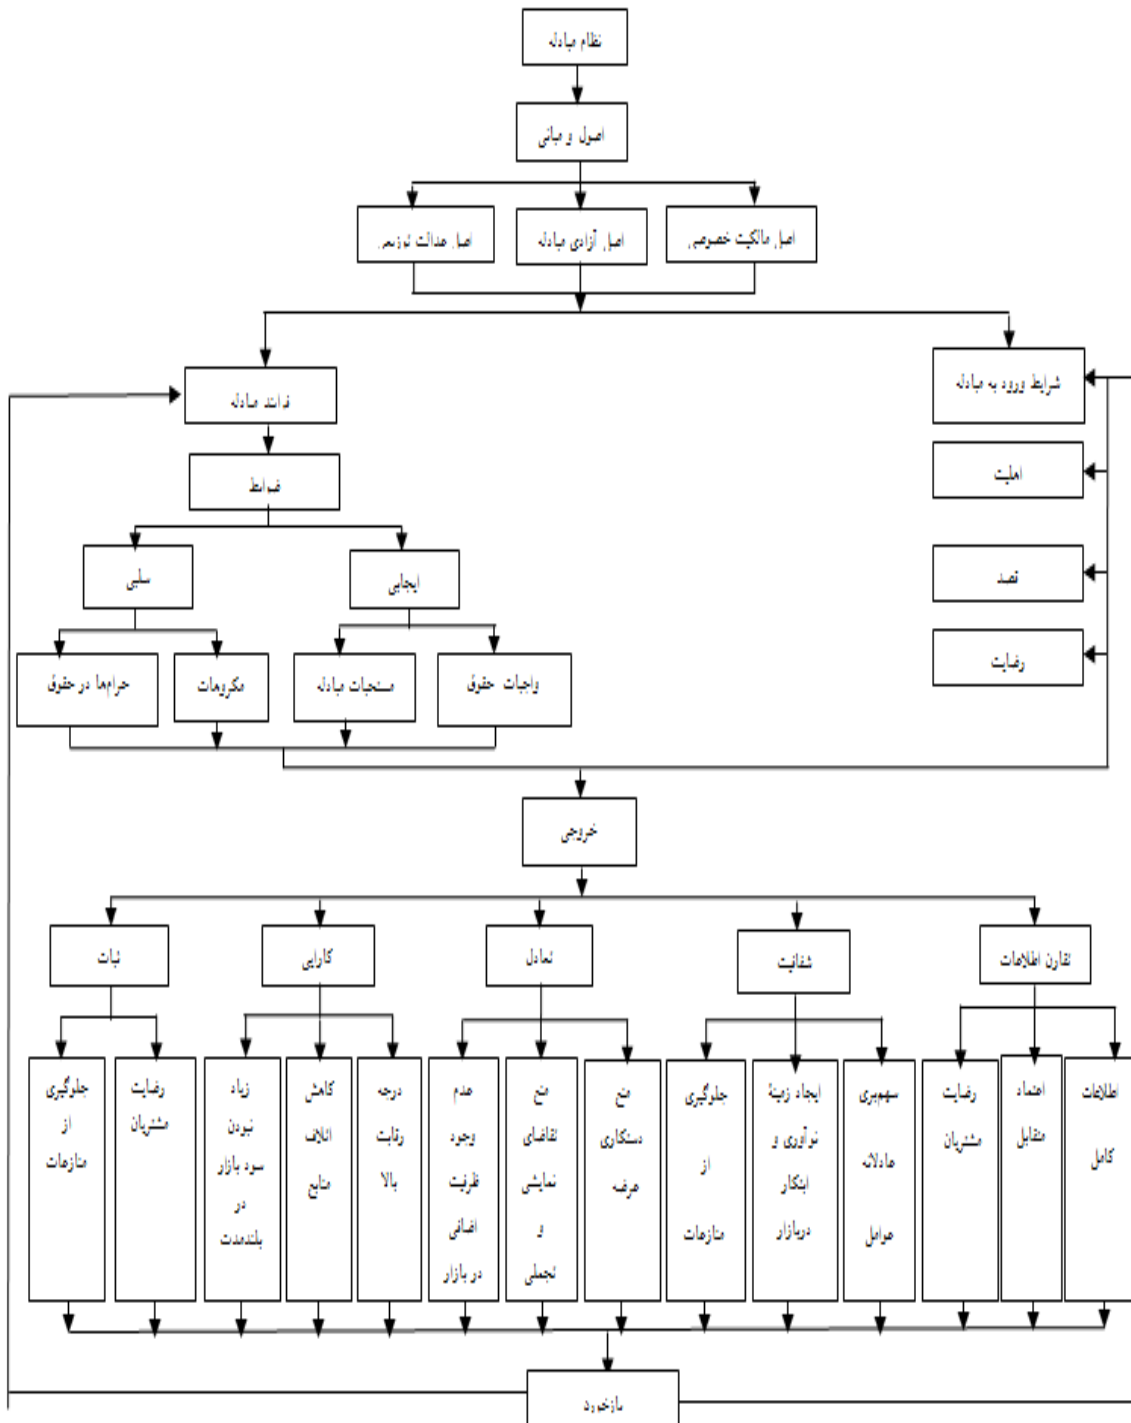 نظام مبادله
اصول و مبانی
اصل مالکیت خصوصی
اصل آزادی مبادله
اصل عدالت توزیعی
شرایط ورود به مبادله
فرآیند مبادله
اهلیت
ضوابط
قصد
ایجابی
سلبی
رضایت
واجبات حقوق
مستحبات مبادله
مکروهات
حرام‌ها در حقوق
خروجی
تقارن اطلاعات
شفافیت
تعادل
کارایی
ثبات
اطلاعات
کامل
اعتماد
متقابل
رضایت
مشتریان
سهم‌بری
عادلانه
عوامل
ایجاد زمینهٔ
نوآوری و
ابتکار
دربازار
جلوگیری
از
منازعات
منع
دستکاری
عرضه
منع
تقاضای
نمایشی
و
تجملی
عدم
وجود
ظرفیت
اضافی
در بازار
درجه
رقابت
بالا
کاهش
اتلاف
منابع
زیاد
نبودن
سود بازار
در
بلندمدت
رضایت
مشتریان
جلوگیری
از
منازعات
بازخورد